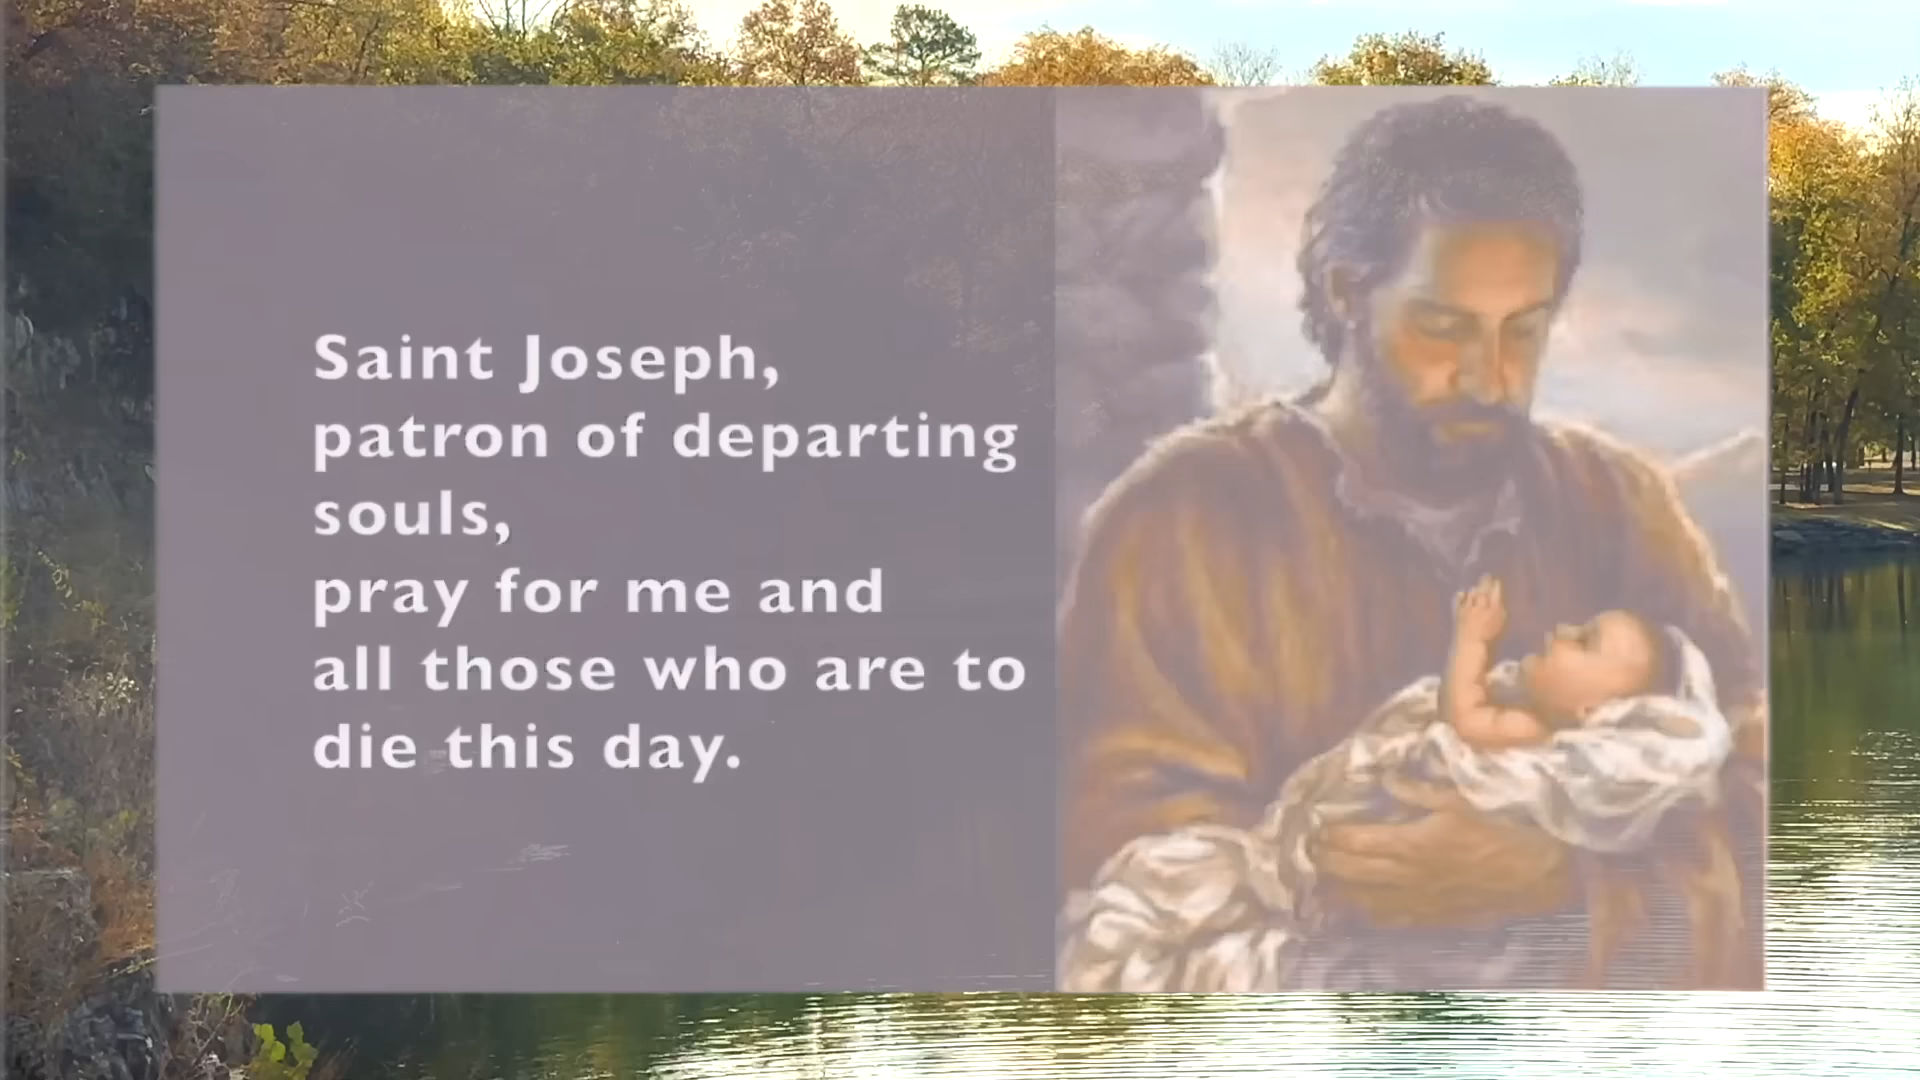 Saint Joseph,
patron of departing
souls,
pray for me and
all those who are to
die this day.